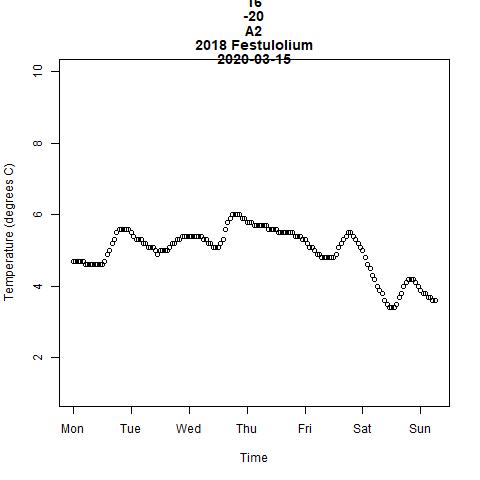 16
-20
A2
2018 Festulolium
2020-03-15
Temperature (degrees C)
10
8
6
4
2
Mon Tue Wed Thu Fri Sat Sun
Time